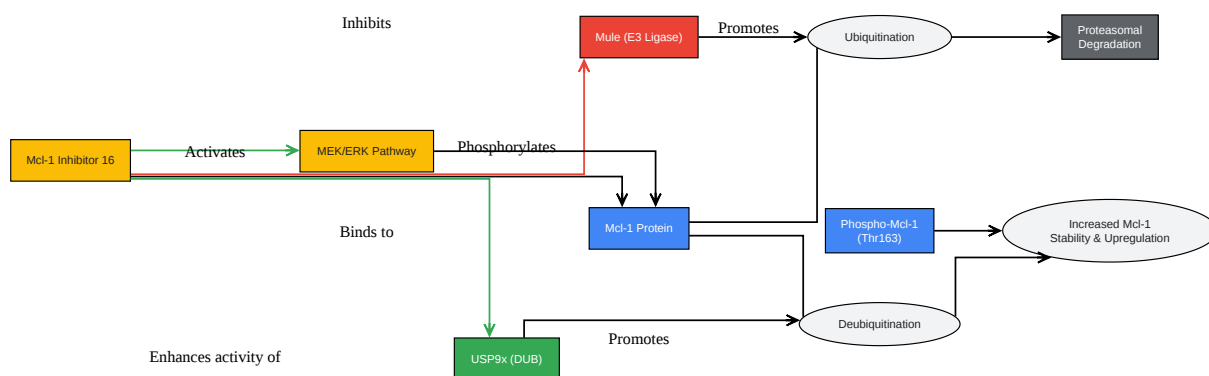 Inhibits
Mule (E3 Ligase)
Promotes
Ubiquitination
Proteasomal
Degradation
Mcl-1 Inhibitor 16
Activates
MEK/ERK Pathway
Phosphorylates
Binds to
Mcl-1 Protein
Phospho-Mcl-1
(Thr163)
Increased Mcl-1
Stability & Upregulation
Enhances activity of
USP9x (DUB)
Promotes
Deubiquitination